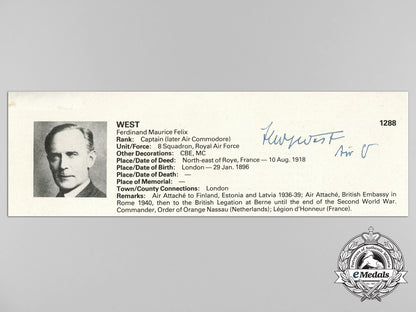 WEST
1288
Ferdinand Maurice Felix
Rank: Captain (later Air Commodore)
Unit/Force: 8 Squadron, Royal Air Force
Other Decorations: CBE, MC
Place/Date of Deed: North-east of Roye, France — 10 Aug. 1918
Place/Date of Birth: London — 29 Jan. 1896
Place/Date of Death: —
Place of Memorial: —
Town/County Connections: London
Remarks: Air Attaché to Finland, Estonia and Latvia 1936-39; Air Attaché, British Embassy in
Rome 1940, then to the British Legation at Berne until the end of the Second World War.
Commander, Order of Orange Nassau (Netherlands); Légion d'Honneur (France).
West
Air
eMedals